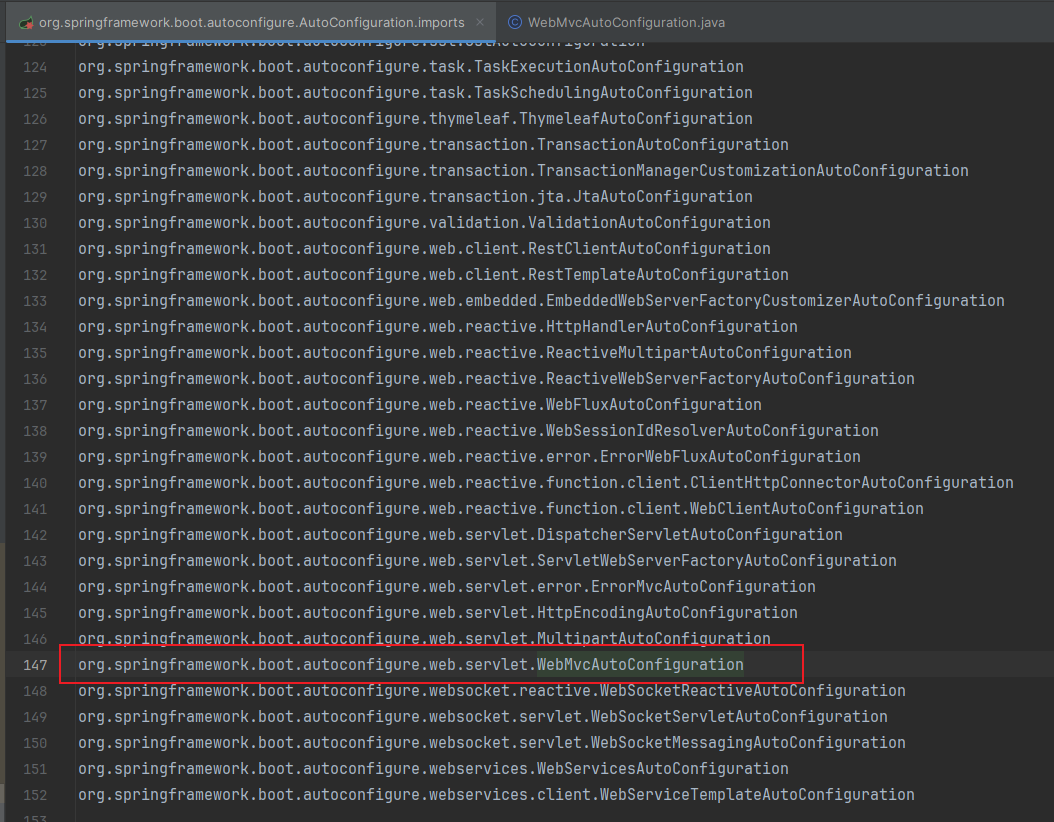 org.springframework.boot.autoconfigure.AutoConfiguration.imports WebMvcAutoConfiguration.java
124 org.springframework.boot.autoconfigure.task.TaskExecutionAutoConfiguration
125 org.springframework.boot.autoconfigure.task.TaskSchedulingAutoConfiguration
126 org.springframework.boot.autoconfigure.thymeleaf.ThymeleafAutoConfiguration
127 org.springframework.boot.autoconfigure.transaction.TransactionAutoConfiguration
128 org.springframework.boot.autoconfigure.transaction.TransactionManagerCustomizationAutoConfiguration
129 org.springframework.boot.autoconfigure.transaction.jta.JtaAutoConfiguration
130 org.springframework.boot.autoconfigure.validation.ValidationAutoConfiguration
131 org.springframework.boot.autoconfigure.web.client.RestClientAutoConfiguration
132 org.springframework.boot.autoconfigure.web.client.RestTemplateAutoConfiguration
133 org.springframework.boot.autoconfigure.web.embedded.EmbeddedWebServerFactoryCustomizerAutoConfiguration
134 org.springframework.boot.autoconfigure.web.reactive.HttpHandlerAutoConfiguration
135 org.springframework.boot.autoconfigure.web.reactive.ReactiveMultipartAutoConfiguration
136 org.springframework.boot.autoconfigure.web.reactive.ReactiveWebServerFactoryAutoConfiguration
137 org.springframework.boot.autoconfigure.web.reactive.WebFluxAutoConfiguration
138 org.springframework.boot.autoconfigure.web.reactive.WebSessionIdResolverAutoConfiguration
139 org.springframework.boot.autoconfigure.web.reactive.error.ErrorWebFluxAutoConfiguration
140 org.springframework.boot.autoconfigure.web.reactive.function.client.ClientHttpConnectorAutoConfiguration
141 org.springframework.boot.autoconfigure.web.reactive.function.client.WebClientAutoConfiguration
142 org.springframework.boot.autoconfigure.web.servlet.DispatcherServletAutoConfiguration
143 org.springframework.boot.autoconfigure.web.servlet.ServletWebServerFactoryAutoConfiguration
144 org.springframework.boot.autoconfigure.web.servlet.error.ErrorMvcAutoConfiguration
145 org.springframework.boot.autoconfigure.web.servlet.HttpEncodingAutoConfiguration
146 org.springframework.boot.autoconfigure.web.servlet.MultipartAutoConfiguration
147 org.springframework.boot.autoconfigure.web.servlet.WebMvcAutoConfiguration
148 org.springframework.boot.autoconfigure.websocket.reactive.WebSocketReactiveAutoConfiguration
149 org.springframework.boot.autoconfigure.websocket.servlet.WebSocketServletAutoConfiguration
150 org.springframework.boot.autoconfigure.websocket.servlet.WebSocketMessagingAutoConfiguration
151 org.springframework.boot.autoconfigure.webservices.WebServicesAutoConfiguration
152 org.springframework.boot.autoconfigure.webservices.client.WebServiceTemplateAutoConfiguration
153